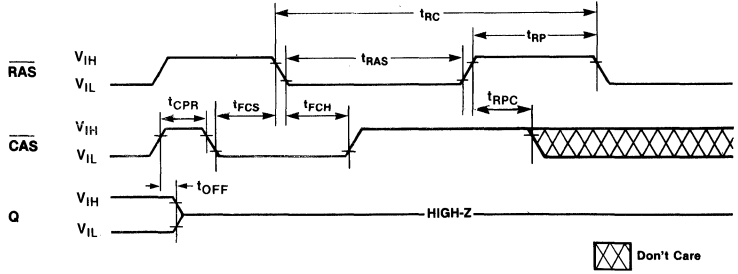 tRC
tRP
RAS VIH tRAS
VIL
tCPR tFCS tFCH tRPC
CAS VIH
VIL
tOFF
Q VIH
HIGH-Z
VIL
Don't Care